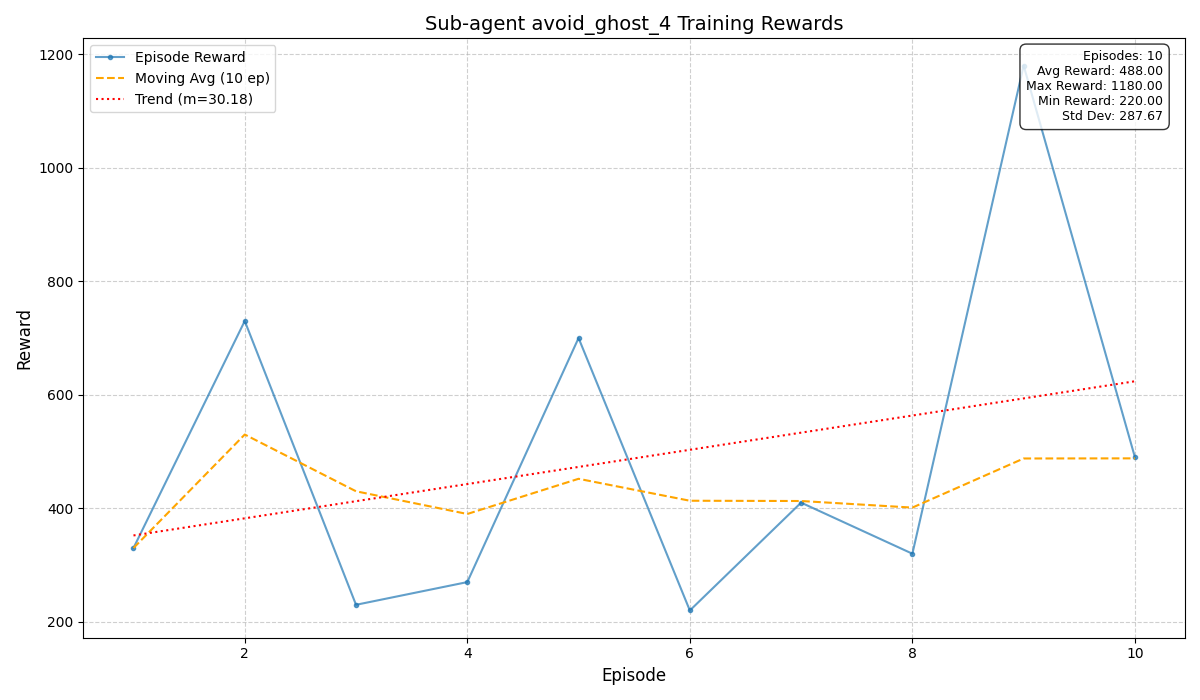 Sub-agent avoid_ghost_4 Training Rewards
Episode Reward
Moving Avg (10 ep)
Trend (m=30.18)
Episodes: 10
Avg Reward: 488.00
Max Reward: 1180.00
Min Reward: 220.00
Std Dev: 287.67
Reward
1200
1000
800
600
400
200
2
4
6
8
10
Episode